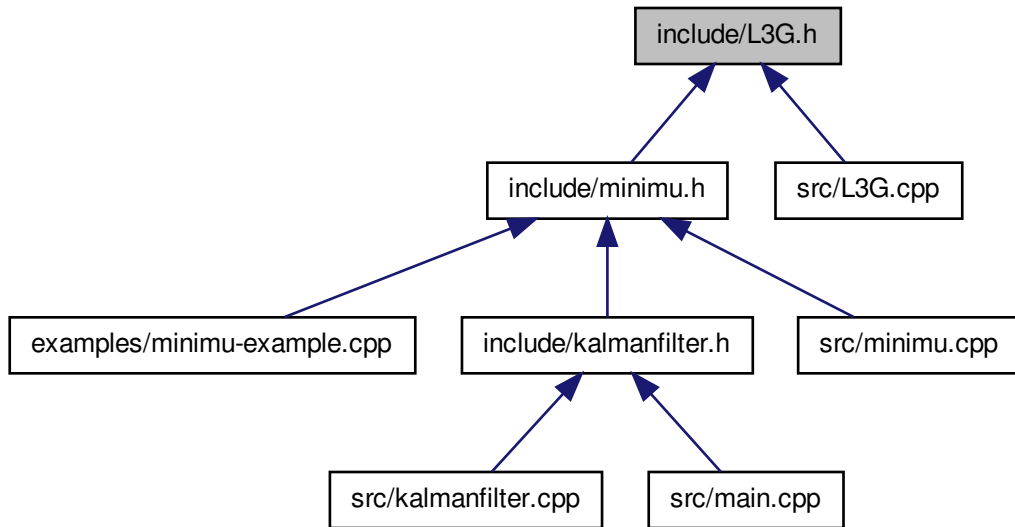 include/L3G.h
include/minimu.h
src/L3G.cpp
examples/minimu-example.cpp
include/kalmanfilter.h
src/minimu.cpp
src/kalmanfilter.cpp
src/main.cpp